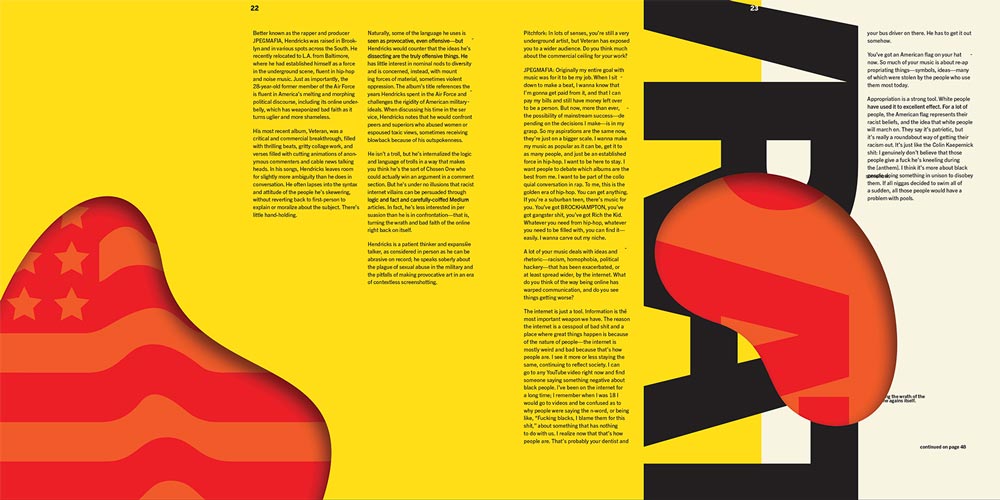 22
Better known as the rapper and producer
JPEGMAFIA, Hendricks was raised in Brook-
lyn and in various spots across the South. He
recently relocated to L.A. from Baltimore,
where he had established himself as a force
in the underground scene, fluent in hip-hop
and noise music. Just as importantly, the
28-year-old former member of the Air Force
is fluent in America's melting and morphing
political discourse, including its online under-
belly, which has weaponized bad faith as it
turns uglier and more shameless.
His most recent album, Veteran, was a
critical and commercial breakthrough, filled
with thrilling beats, gritty collage work, and
verses filled with cutting animations of anon-
ymous commenters and cable news talking
heads. In his songs, Hendricks leaves room
for slightly more ambiguity than he does in
conversation. He often lapses into the syntax
and attitude of the people he's skewering,
without reverting back to first-person to
explain or moralize about the subject. There's
little hand-holding.
Naturally, some of the language he uses is
seen as provocative, even offensive—but
Hendricks would counter that the ideas he's
dissecting are the truly offensive things. He
has little interest in nominal nods to diversity
and is concerned, instead, with mount
ing forces of material, sometimes violent
oppression. The album's title references the
years Hendricks spent in the Air Force and
challenges the rigidity of American military-
ideals. When discussing his time in the ser
vice, Hendricks notes that he would confront
peers and superiors who abused women or
espoused toxic views, sometimes receiving
blowback because of his outspokenness.
He isn't a troll, but he's internalized the logic
and language of trolls in a way that makes
you think he's the sort of Chosen One who
could actually win an argument in a comment
section. But he's under no illusions that racist
internet villains can be persuaded through
logic and fact and carefully-coiffed Medium
articles. In fact, he's less interested in per
suasion than he is in confrontation—that is,
turning the wrath and bad faith of the online
right back on itself.
Hendricks is a patient thinker and expansive
talker, as considered in person as he can be
abrasive on record; he speaks soberly about
the plague of sexual abuse in the military and
the pitfalls of making provocative art in an era
of contextless screenshotting.
Pitchfork: In lots of senses, you're still a very
underground artist, but Veteran has exposed
you to a wider audience. Do you think much
about the commercial ceiling for your work?
JPEGMAFIA: Originally my entire goal with
music was for it to be my job. When I sit
down to make a beat, I wanna know that
I'm gonna get paid from it, and that I can
pay my bills and still have money left over
to be a person. But now, more than ever,
the possibility of mainstream success—de
pending on the decisions I make—is in my
grasp. So my aspirations are the same now,
they're just on a bigger scale. I wanna make
my music as popular as it can be, get it to
as many people, and just be an established
force in hip-hop. I want to be here to stay. I
want people to debate which albums are the
best from me. I want to be part of the collo
quial conversation in rap. To me, this is the
golden era of hip-hop. You can get anything.
If you're a suburban teen, there's music for
you. You've got BROCKHAMPTON, you've
got gangster shit, you've got Rich the Kid.
Whatever you need from hip-hop, whatever
you need to be filled with, you can find it—
easily. I wanna carve out my niche.
A lot of your music deals with ideas and
rhetoric—racism, homophobia, political
hackery—that has been exacerbated, or
at least spread wider, by the internet. What
do you think of the way being online has
warped communication, and do you see
things getting worse?
The internet is just a tool. Information is the
most important weapon we have. The reason
the internet is a cesspool of bad shit and a
place where great things happen is because
of the nature of people—the internet is
mostly weird and bad because that's how
people are. I see it more or less staying the
same, continuing to reflect society. I can
go to any YouTube video right now and find
someone saying something negative about
black people. I've been on the internet for
a long time; I remember when I was 18 I
would go to videos and be confused as to
why people were saying the n-word, or being
like, "Fucking blacks, I blame them for this
shit," about something that has nothing
to do with us. I realize now that that's how
people are. That's probably your dentist and
23
your bus driver on there. He has to get it out
somehow.
You've got an American flag on your hat
now. So much of your music is about re-ap
propriating things—symbols, ideas—many
of which were stolen by the people who use
them most today.
Appropriation is a strong tool. White people
have used it to excellent effect. For a lot of
people, the American flag represents their
racist beliefs, and the idea that white people
will march on. They say it's patriotic, but
it's really a roundabout way of getting their
racism out. It's just like the Colin Kaepernick
shit: I genuinely don't believe that those
people give a fuck he's kneeling during
the [anthem]. I think it's more about black
people doing something in unison to disobey
them. If all niggas decided to swim all of
a sudden, all those people would have a
problem with pools.
ing the wrath of the
agains itself.
continued on page 48